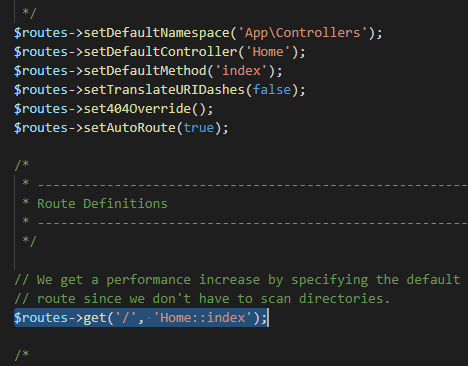 */
$routes->setDefaultNamespace('App\Controllers');
$routes->setDefaultController('Home');
$routes->setDefaultMethod('index');
$routes->setTranslateURIDashes(false);
$routes->set404Override();
$routes->setAutoRoute(true);
/*
* --------------------------------------------------------
* Route Definitions
* --------------------------------------------------------
*/
// We get a performance increase by specifying the default
// route since we don't have to scan directories.
$routes->get('/', 'Home::index');
/*